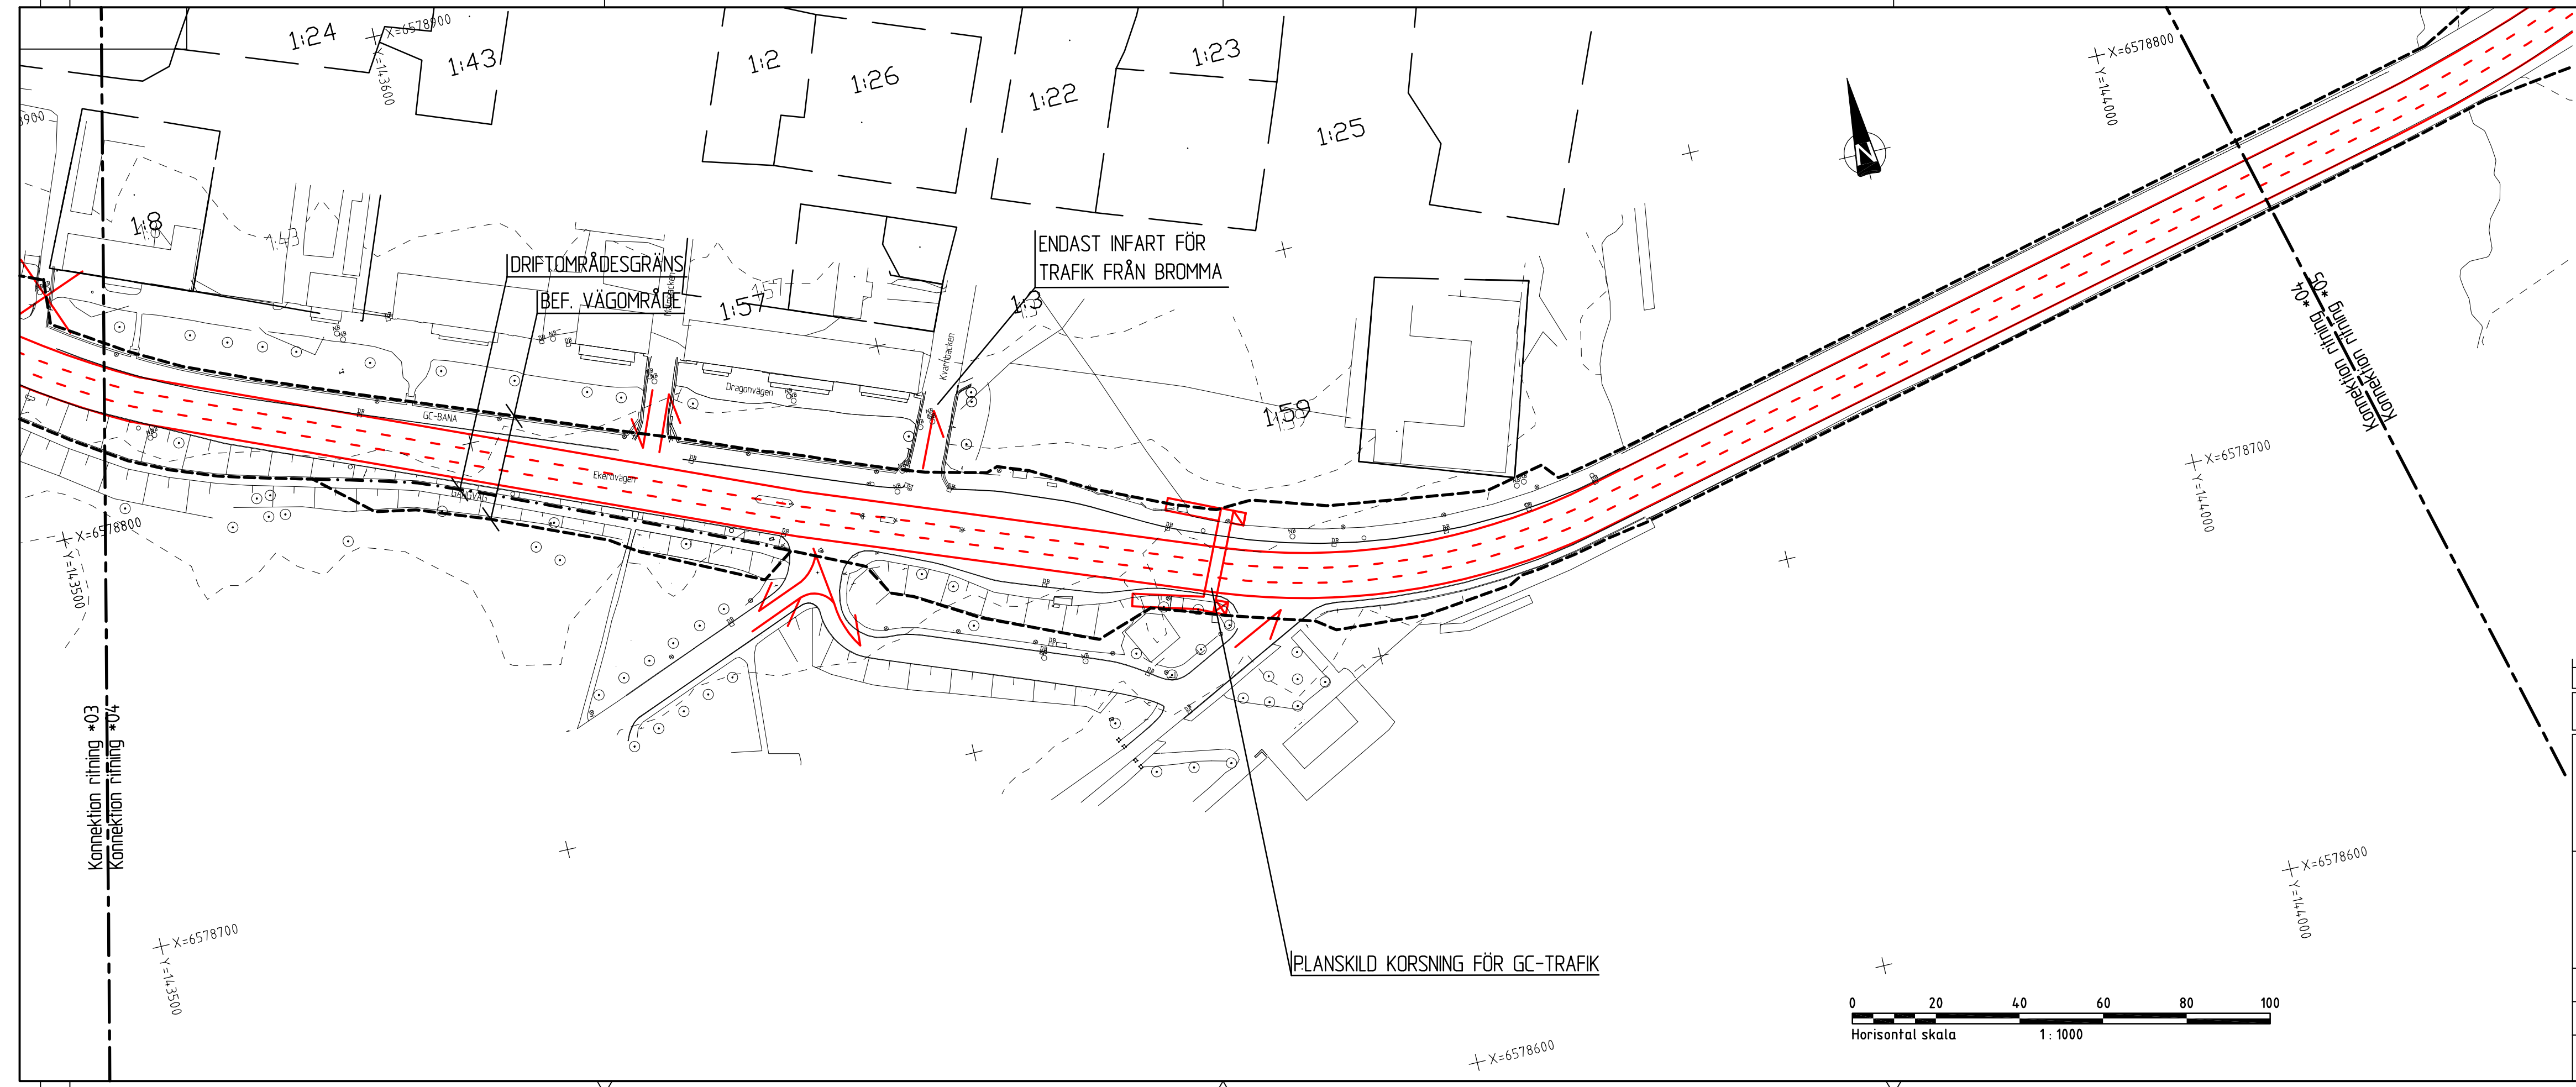 1:24
X=6578900
Y=143600
1:43
1:2
1:26
1:22
1:23
1:25
X=6578800
Y=144000
N
1:8
1:43
DRIFTOMRÅDESGRÄNS
BEF. VÄGOMRÅDE
1:57
ENDAST INFART FÖR
TRAFIK FRÅN BROMMA
1:3
Kvarnbacken
Dragonvägen
GC-BANA
Ekerövägen
GÅNGVÄG
1:59
Konnektion ritning *04
Konnektion ritning *05
X=6578700
Y=144000
X=6578800
Y=143500
Konnektion ritning *03
Konnektion ritning *04
X=6578700
Y=143500
PLANSKILD KORSNING FÖR GC-TRAFIK
X=6578600
Y=144000
X=6578600
0 20 40 60 80 100
Horisontal skala 1 : 1000